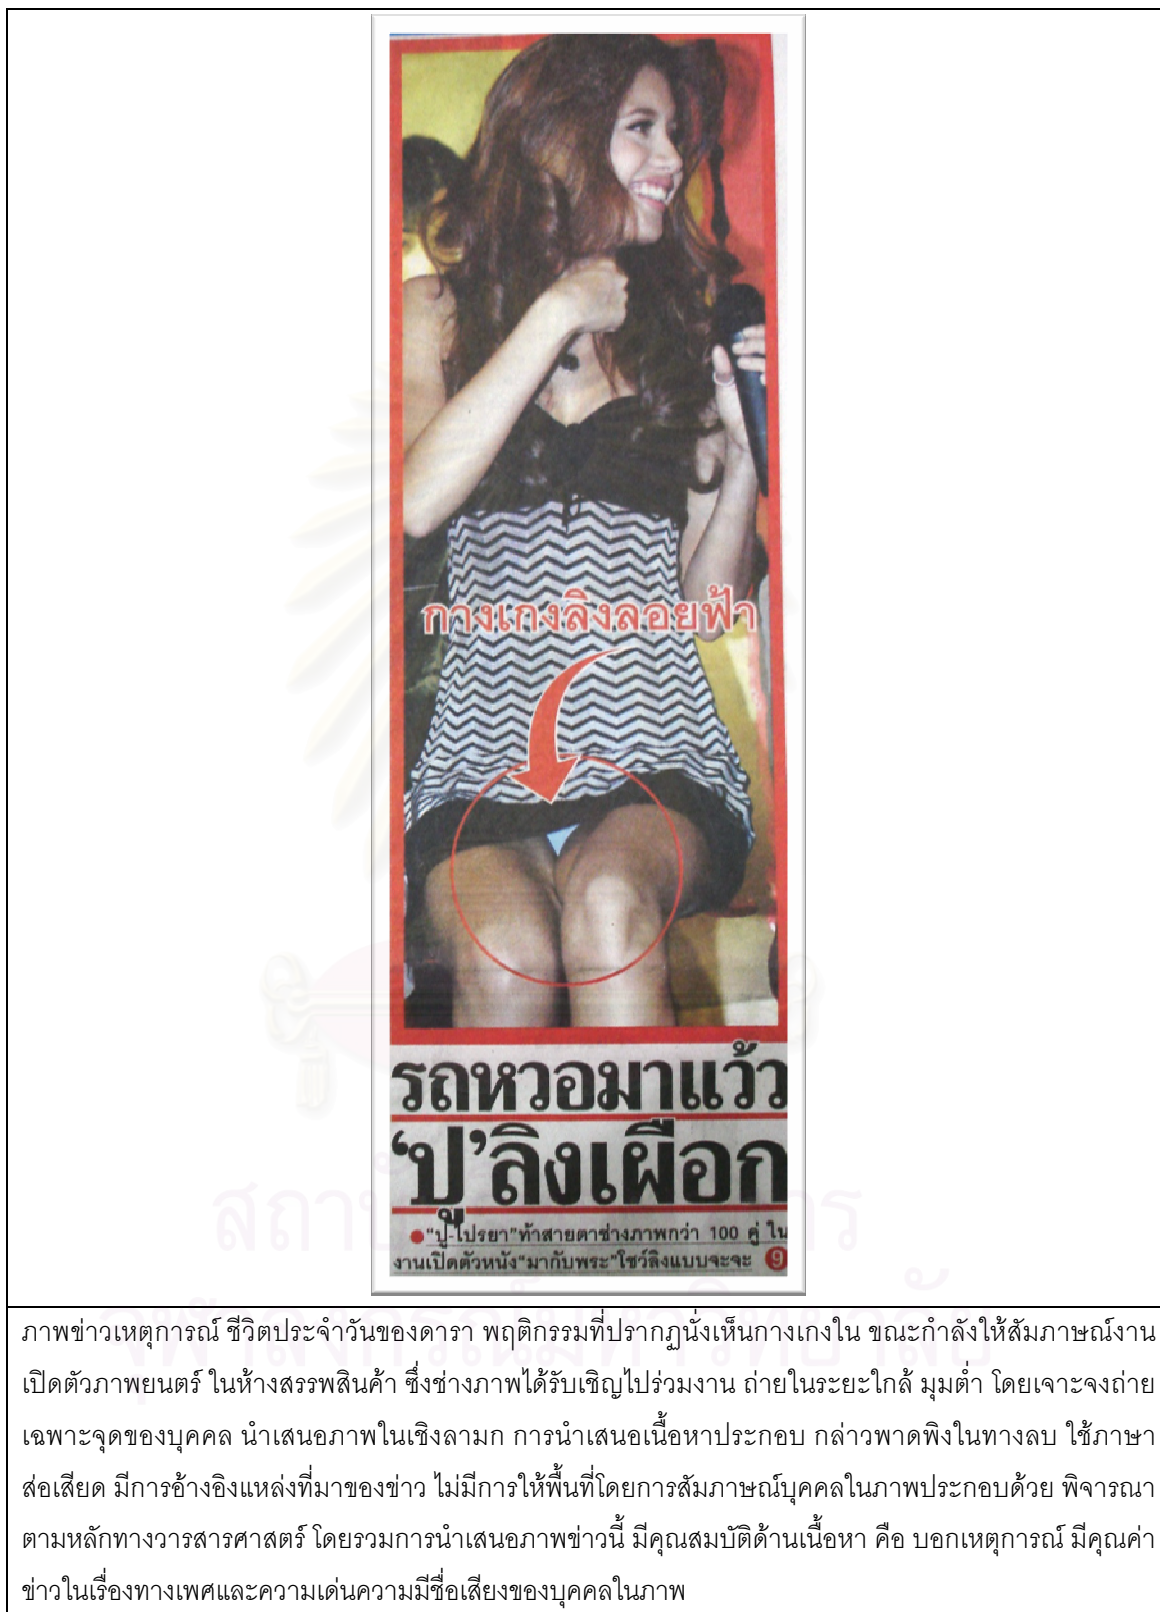 กางเกงลิงลอยฟ้า
รถหวอมาแว้ว
‘ปู’ลิงเผือก
●"ปู-ไปรยา"ท้าสายตาช่างภาพกว่า 100 คู่ ใน
งานเปิดตัวหนัง"มากับพระ"โชว์ลิงแบบจะจะ 9
ภาพข่าวเหตุการณ์ ชีวิตประจำวันของดารา พฤติกรรมที่ปรากฏนั่งเห็นกางเกงใน ขณะกำลังให้สัมภาษณ์งาน
เปิดตัวภาพยนตร์ ในห้างสรรพสินค้า ซึ่งช่างภาพได้รับเชิญไปร่วมงาน ถ่ายในระยะใกล้ มุมต่ำ โดยเจาะจงถ่าย
เฉพาะจุดของบุคคล นำเสนอภาพในเชิงลามก การนำเสนอเนื้อหาประกอบ กล่าวพาดพิงในทางลบ ใช้ภาษา
ส่อเสียด มีการอ้างอิงแหล่งที่มาของข่าว ไม่มีการให้พื้นที่โดยการสัมภาษณ์บุคคลในภาพประกอบด้วย พิจารณา
ตามหลักทางวารสารศาสตร์ โดยรวมการนำเสนอภาพข่าวนี้ มีคุณสมบัติด้านเนื้อหา คือ บอกเหตุการณ์ มีคุณค่า
ข่าวในเรื่องทางเพศและความเด่นความมีชื่อเสียงของบุคคลในภาพ
จุฬาลงกรณ์มหาวิทยาลัย